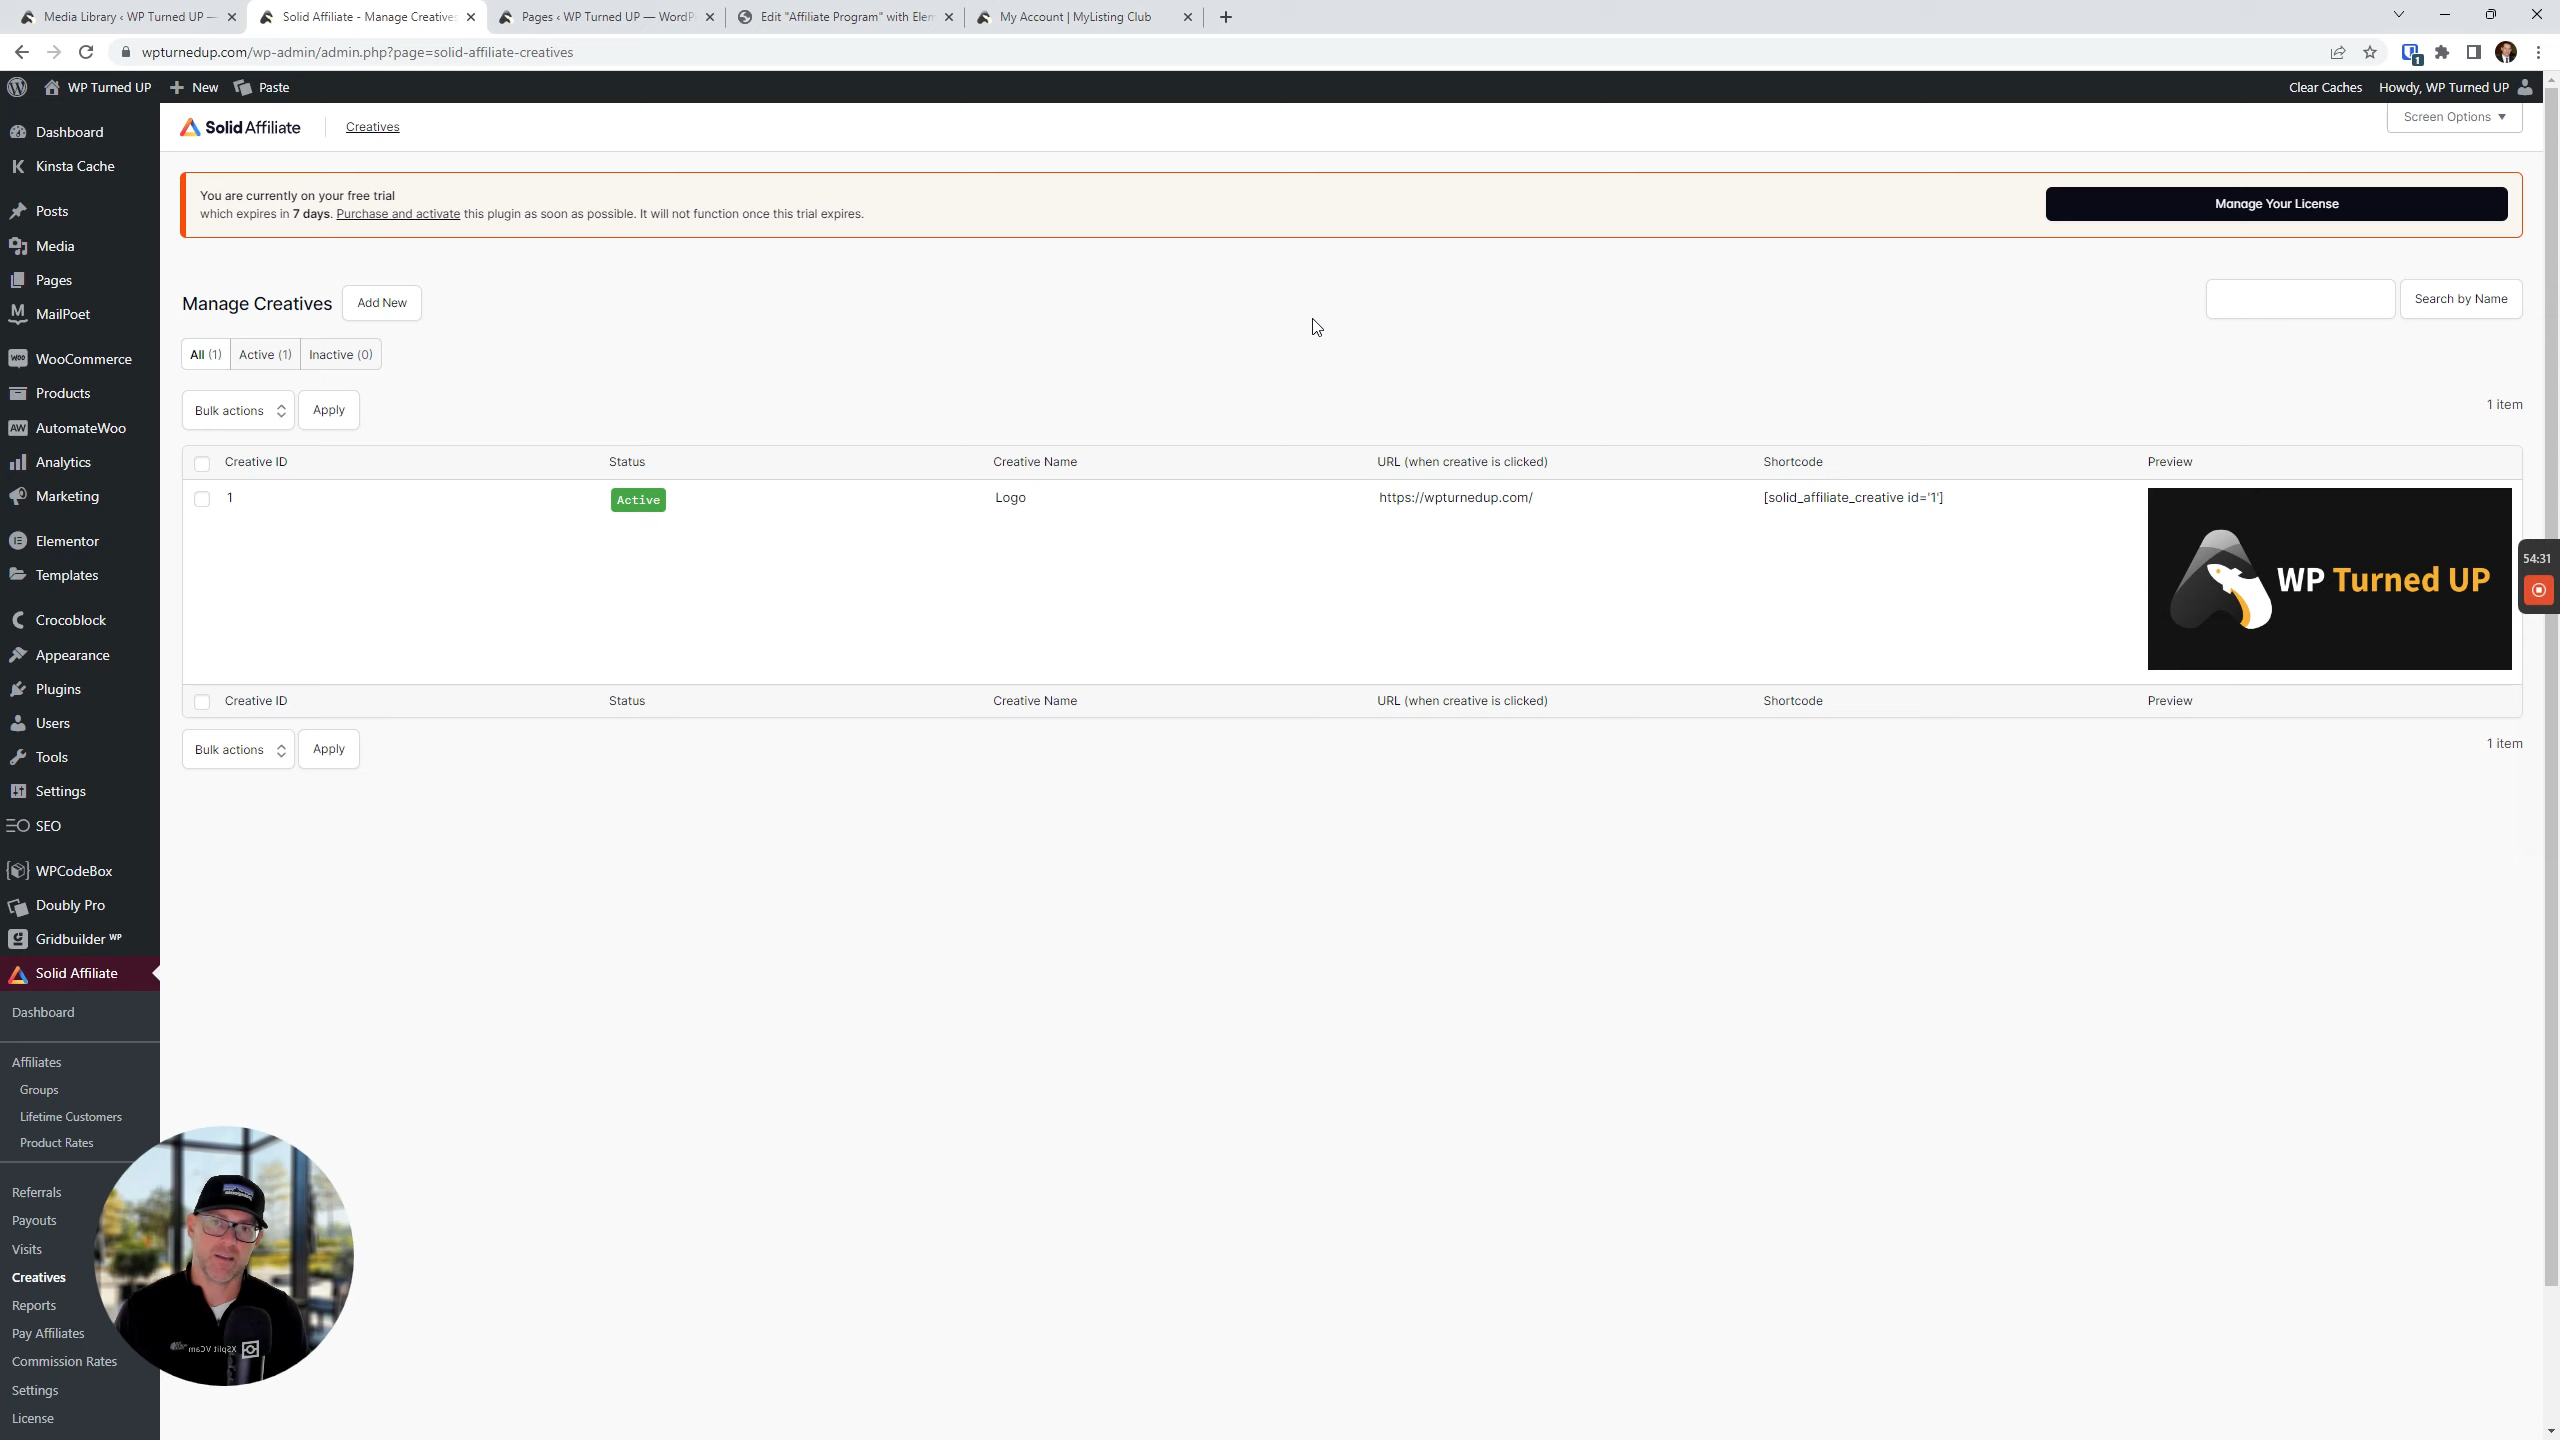 Media Library ‹ WP Turned UP —
Solid Affiliate - Manage Creatives
Pages ‹ WP Turned UP — WordP
Edit "Affiliate Program" with Elem
My Account | MyListing Club
wpturnedup.com/wp-admin/admin.php?page=solid-affiliate-creatives
WP Turned UP
New
Paste
Clear Caches
Howdy, WP Turned UP
Dashboard
Kinsta Cache
Posts
Media
Pages
MailPoet
WooCommerce
Products
AutomateWoo
Analytics
Marketing
Elementor
Templates
Crocoblock
Appearance
Plugins
Users
Tools
Settings
SEO
WPCodeBox
Doubly Pro
Gridbuilder WP
Solid Affiliate
Dashboard
Affiliates
Groups
Lifetime Customers
Product Rates
Referrals
Payouts
Visits
Creatives
Reports
Pay Affiliates
Commission Rates
Settings
License
Solid Affiliate
Creatives
Screen Options
You are currently on your free trial
which expires in 7 days. Purchase and activate this plugin as soon as possible. It will not function once this trial expires.
Manage Your License
Manage Creatives
Add New
Search by Name
All (1)
Active (1)
Inactive (0)
Bulk actions
Apply
1 item
Creative ID
Status
Creative Name
URL (when creative is clicked)
Shortcode
Preview
1
Active
Logo
https://wpturnedup.com/
[solid_affiliate_creative id='1']
WP Turned UP
Creative ID
Status
Creative Name
URL (when creative is clicked)
Shortcode
Preview
Bulk actions
Apply
1 item
54:31
XSplit VCam